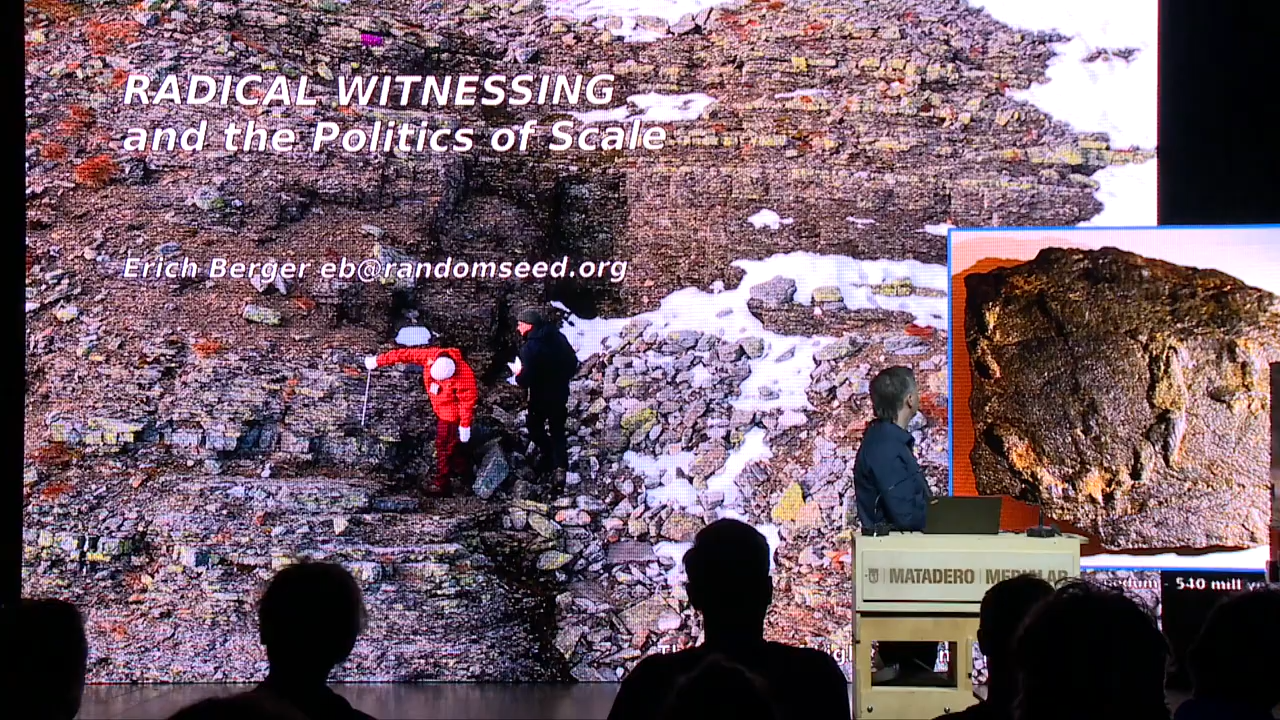 RADICAL WITNESSING
and the Politics of Scale
Erich Berger eb@randomseed.org
MATADERO MEDIALAB
540 mill